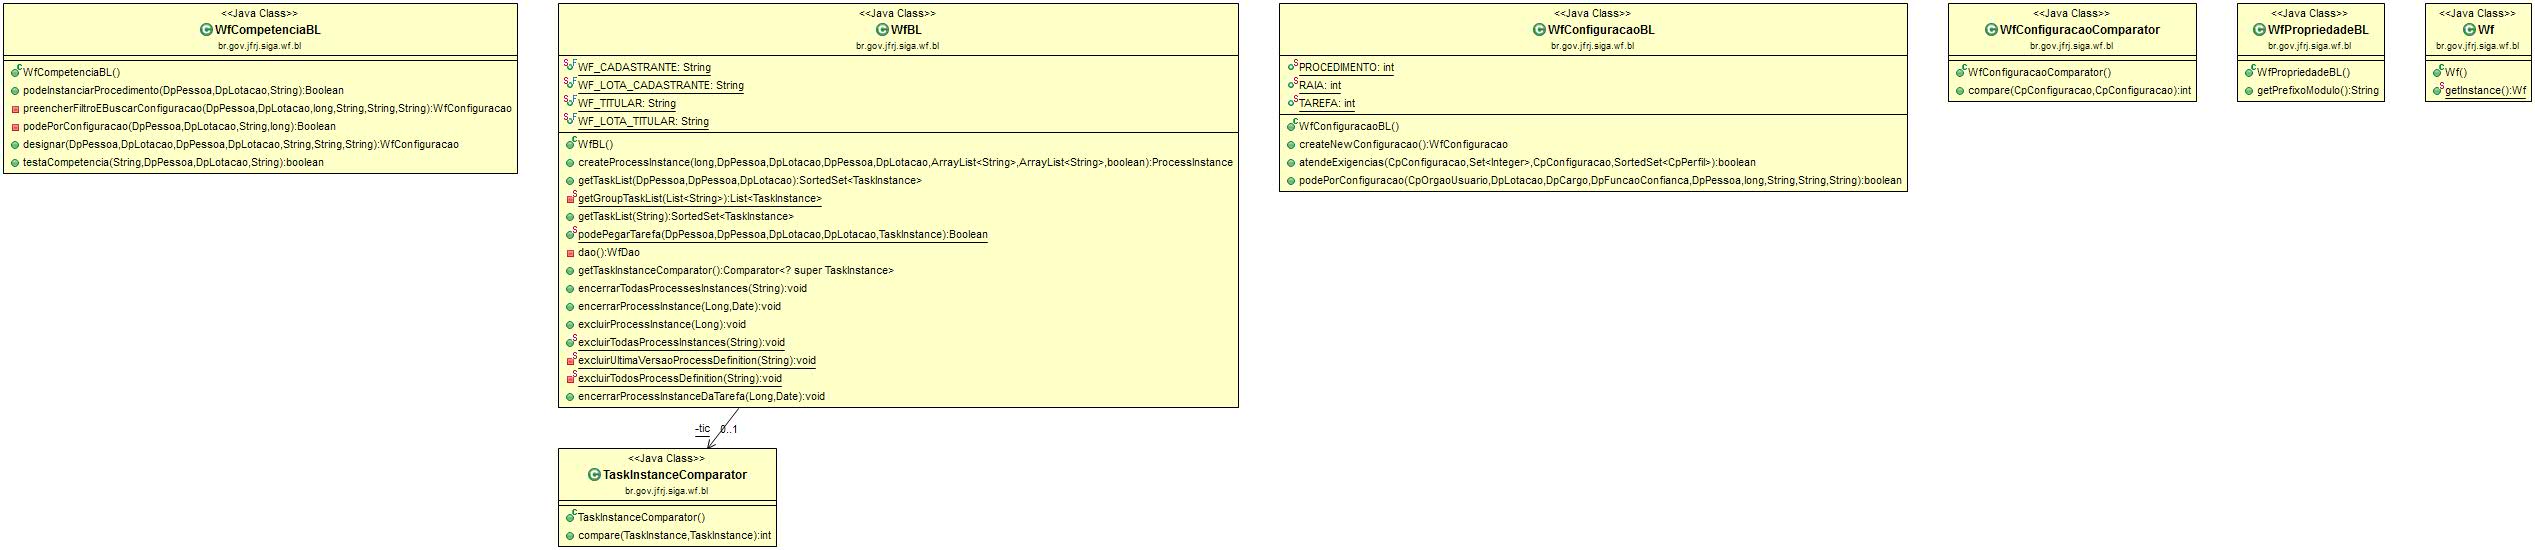 <<Java Class>>
WfCompetenciaBL
br.gov.jfrj.siga.wf.bl
WfCompetenciaBL()
podeInstanciarProcedimento(DpPessoa,DpLotacao,String):Boolean
preencherFiltroEBuscarConfiguracao(DpPessoa,DpLotacao,long,String,String,String):WfConfiguracao
podePorConfiguracao(DpPessoa,DpLotacao,String,long):Boolean
designar(DpPessoa,DpLotacao,DpPessoa,DpLotacao,String,String,String):WfConfiguracao
testaCompetencia(String,DpPessoa,DpLotacao,String):boolean
<<Java Class>>
WfBL
br.gov.jfrj.siga.wf.bl
WF_CADASTRANTE: String
WF_LOTA_CADASTRANTE: String
WF_TITULAR: String
WF_LOTA_TITULAR: String
WfBL()
createProcessInstance(long,DpPessoa,DpLotacao,DpPessoa,DpLotacao,ArrayList<String>,ArrayList<String>,boolean):ProcessInstance
getTaskList(DpPessoa,DpPessoa,DpLotacao):SortedSet<TaskInstance>
getGroupTaskList(List<String>):List<TaskInstance>
getTaskList(String):SortedSet<TaskInstance>
podePegarTarefa(DpPessoa,DpPessoa,DpLotacao,DpLotacao,TaskInstance):Boolean
dao():WfDao
getTaskInstanceComparator():Comparator<? super TaskInstance>
encerrarTodasProcessesInstances(String):void
encerrarProcessInstance(Long,Date):void
excluirProcessInstance(Long):void
excluirTodasProcessInstances(String):void
excluirUltimaVersaoProcessDefinition(String):void
excluirTodosProcessDefinition(String):void
encerrarProcessInstanceDaTarefa(Long,Date):void
-tic 0..1
<<Java Class>>
TaskInstanceComparator
br.gov.jfrj.siga.wf.bl
TaskInstanceComparator()
compare(TaskInstance,TaskInstance):int
<<Java Class>>
WfConfiguracaoBL
br.gov.jfrj.siga.wf.bl
PROCEDIMENTO: int
RAIA: int
TAREFA: int
WfConfiguracaoBL()
createNewConfiguracao():WfConfiguracao
atendeExigencias(CpConfiguracao,Set<Integer>,CpConfiguracao,SortedSet<CpPerfil>):boolean
podePorConfiguracao(CpOrgaoUsuario,DpLotacao,DpCargo,DpFuncaoConfianca,DpPessoa,long,String,String,String):boolean
<<Java Class>>
WfConfiguracaoComparator
br.gov.jfrj.siga.wf.bl
WfConfiguracaoComparator()
compare(CpConfiguracao,CpConfiguracao):int
<<Java Class>>
WfPropriedadeBL
br.gov.jfrj.siga.wf.bl
WfPropriedadeBL()
getPrefixoModulo():String
<<Java Class>>
Wf
br.gov.jfrj.siga.wf.bl
Wf()
getInstance():Wf